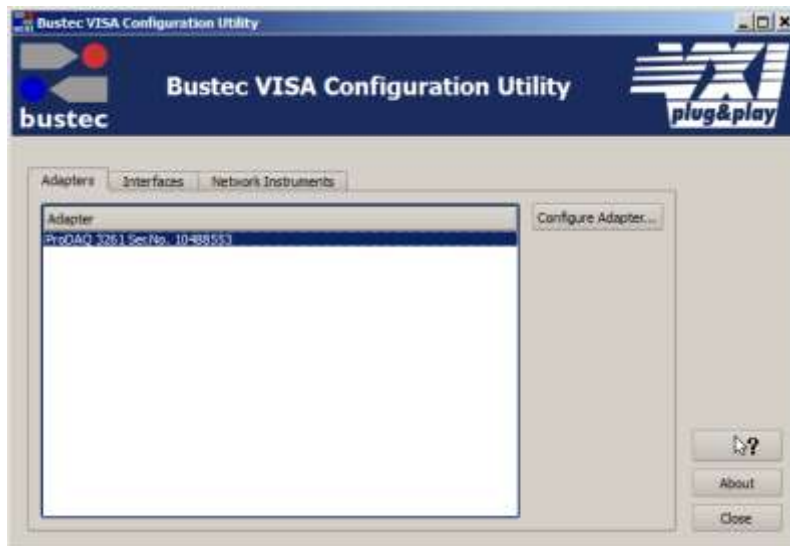 Bustec VISA Configuration Utility
Bustec VISA Configuration Utility
bustec
VXI
plug&play
Adapters Interfaces Network Instruments
Adapter
Configure Adapter...
ProDAQ 3261 Ser.No. 10488553
?
About
Close